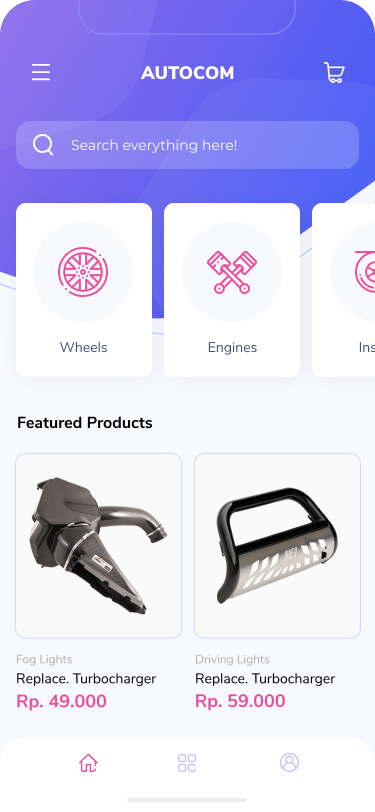 AUTOCOM
Search everything here!
Wheels
Engines
Ins
Featured Products
Fog Lights
Driving Lights
Replace. Turbocharger
Replace. Turbocharger
Rp. 49.000
Rp. 59.000